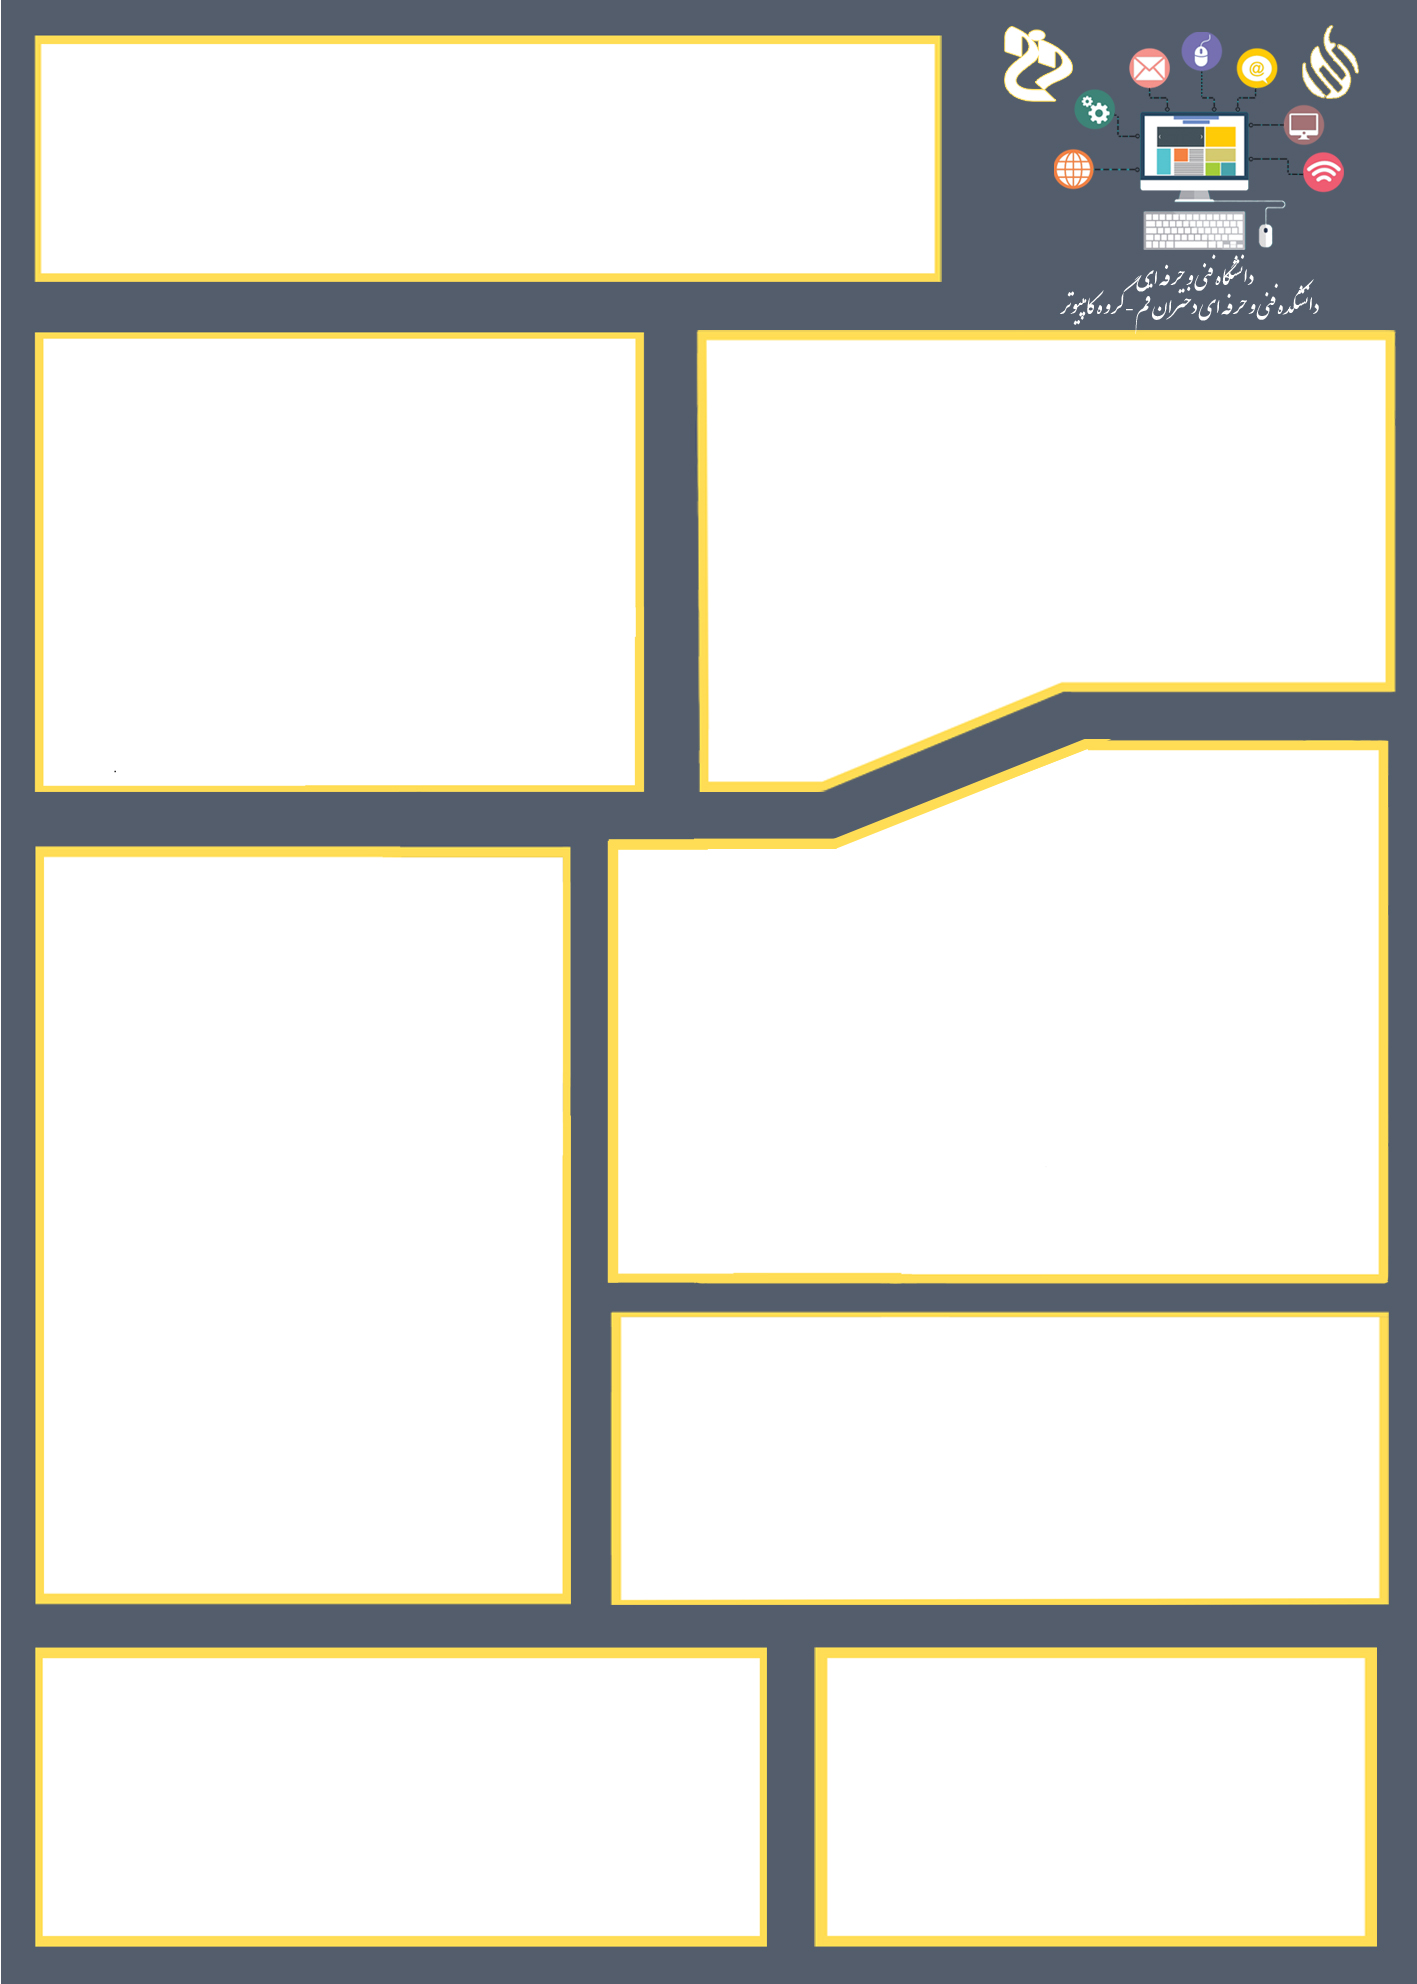 دانشگاه فنی و حرفه ای
دانشکده فنی و حرفه ای دختران قم - گروه کامپیوتر